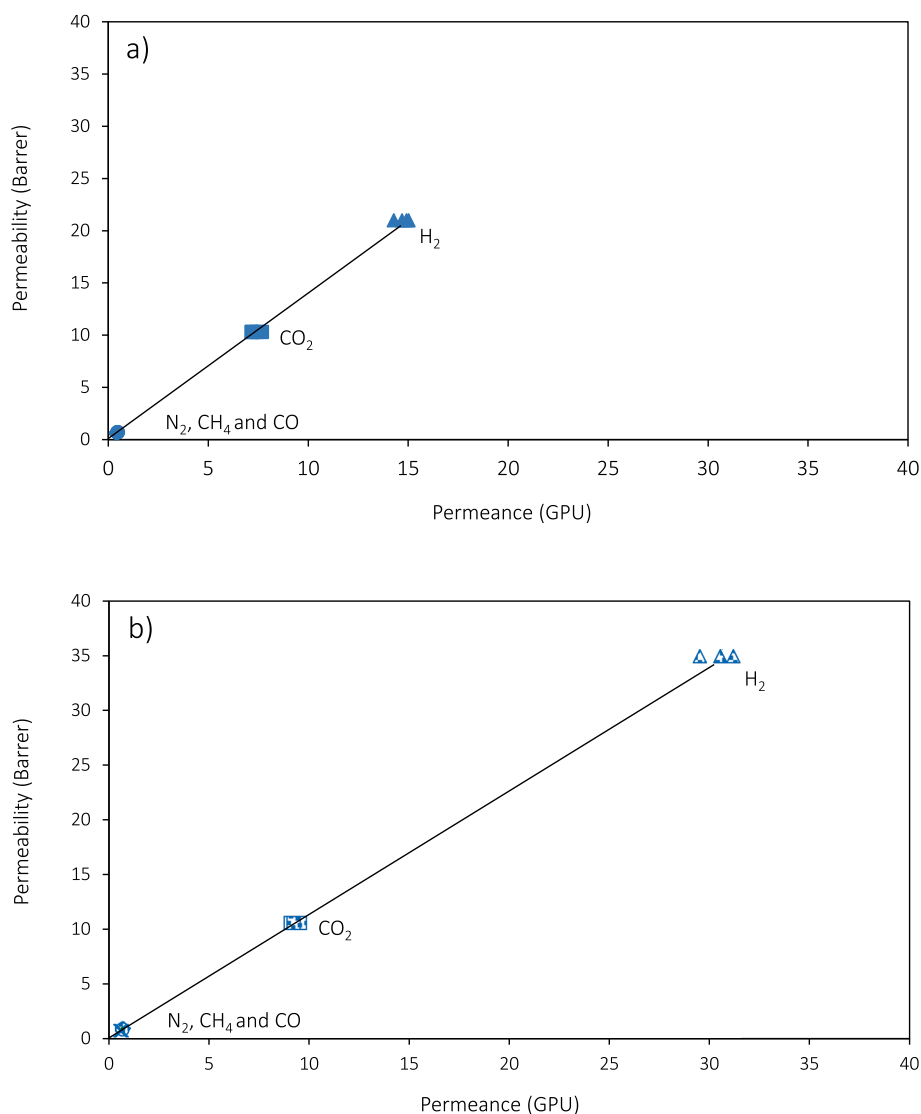 a)
40
35
30
25
20
15
10
5
0
Permeability (Barrer)
H₂
CO₂
N₂, CH₄ and CO
0 5 10 15 20 25 30 35 40
Permeance (GPU)
b)
40
35
30
25
20
15
10
5
0
Permeability (Barrer)
H₂
CO₂
N₂, CH₄ and CO
0 5 10 15 20 25 30 35 40
Permeance (GPU)